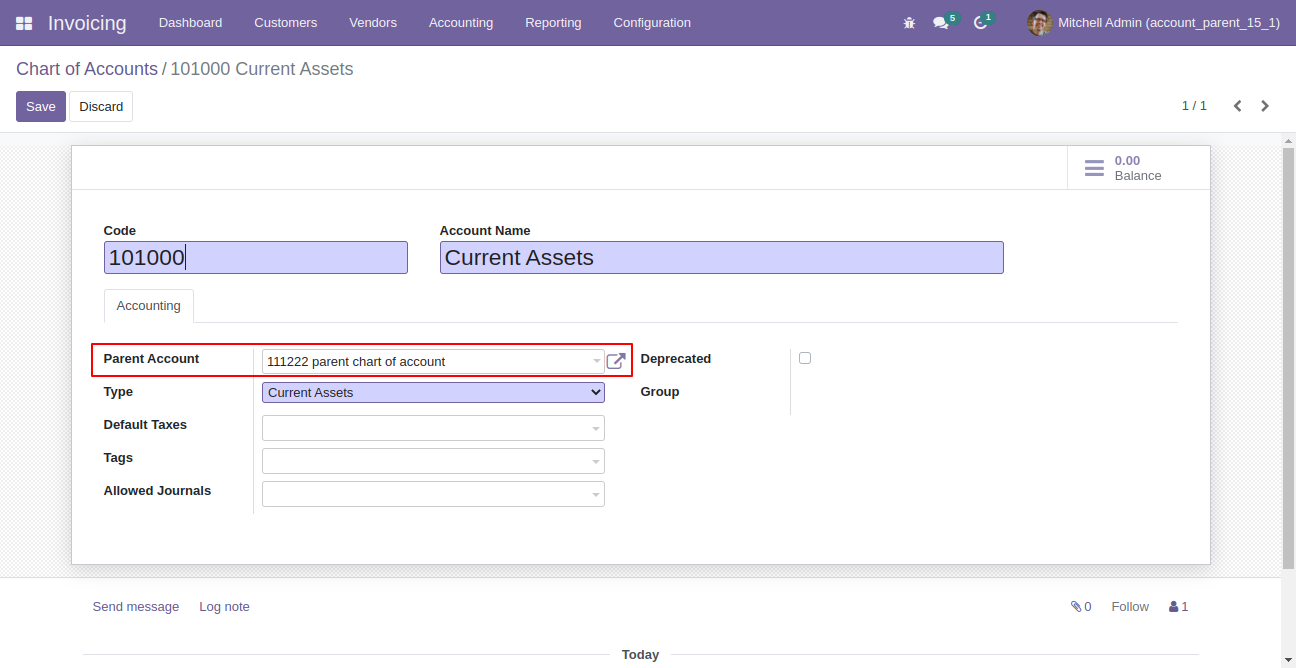 Invoicing Dashboard Customers Vendors Accounting Reporting Configuration 5 1 Mitchell Admin (account_parent_15_1)
Chart of Accounts / 101000 Current Assets
Save Discard 1 / 1
0.00
Balance
Code Account Name
101000 Current Assets
Accounting
Parent Account 111222 parent chart of account Deprecated
Type Current Assets Group
Default Taxes
Tags
Allowed Journals
Send message Log note 0 Follow 1
Today